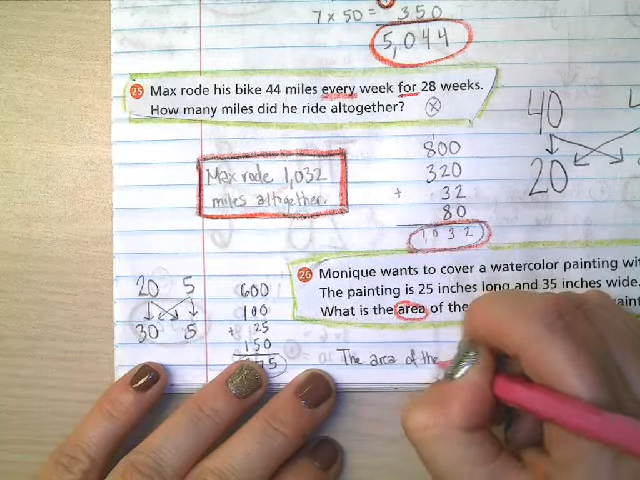 7 x 50 = 350
5,044
25 Max rode his bike 44 miles every week for 28 weeks.
How many miles did he ride altogether?
Max rode 1,032
miles altogether.
800
320
+ 32
80
1032
40
20
26 Monique wants to cover a watercolor painting
The painting is 25 inches long and 35 inches wide.
What is the area of the
20 5
30 5
600
100
+ 25
150
The area of the